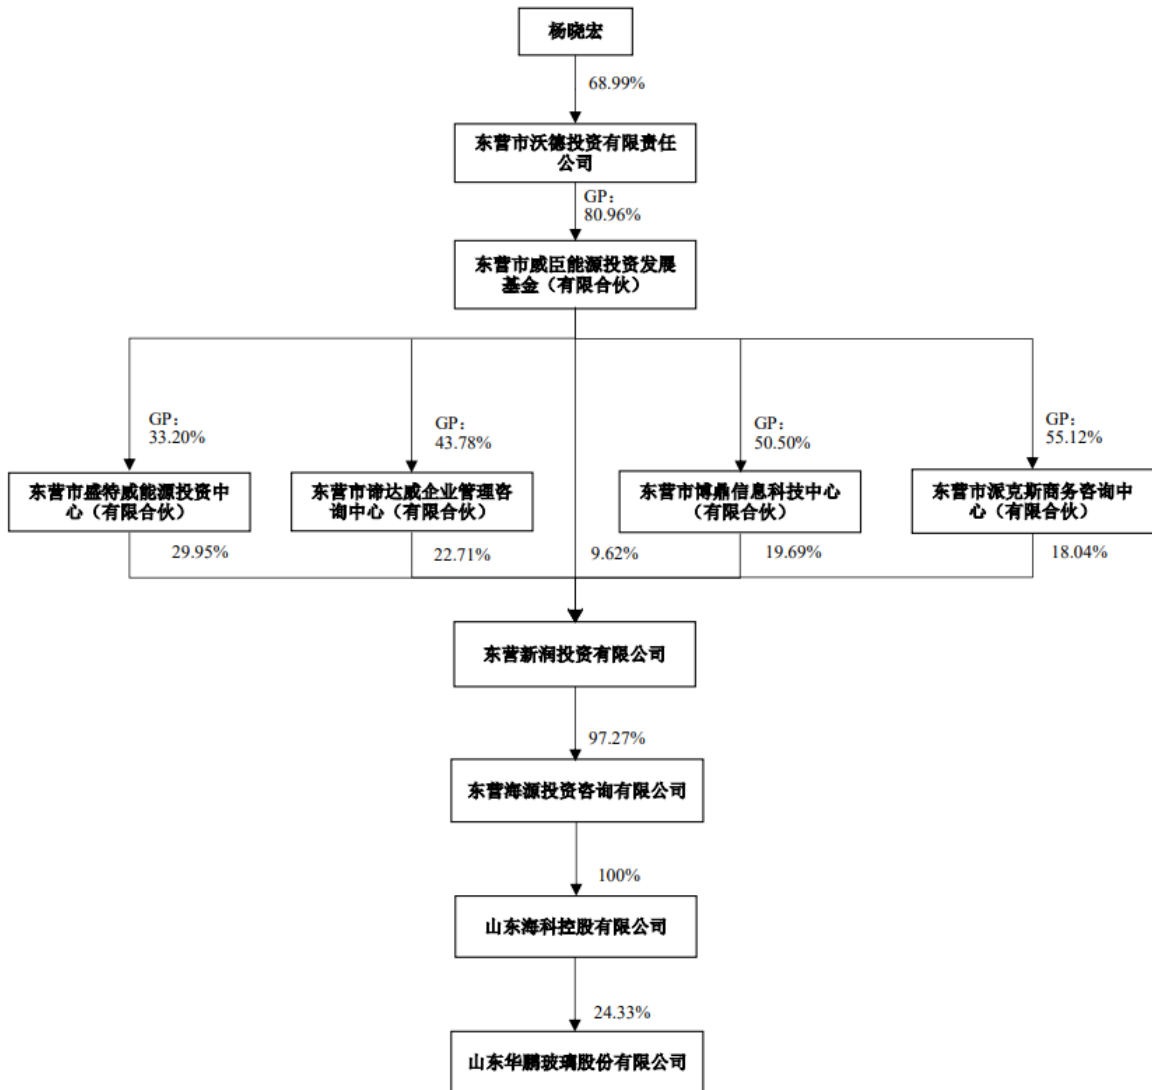 杨晓宏
68.99%
东营市沃德投资有限责任
公司
GP:
80.96%
东营市威臣能源投资发展
基金（有限合伙）
GP:
33.20%
GP:
43.78%
GP:
50.50%
GP:
55.12%
东营市盛特威能源投资中
心（有限合伙）
东营市谛达威企业管理咨
询中心（有限合伙）
东营市博鼎信息科技中心
（有限合伙）
东营市派克斯商务咨询中
心（有限合伙）
29.95%
22.71%
9.62%
19.69%
18.04%
东营新润投资有限公司
97.27%
东营海源投资咨询有限公司
100%
山东海科控股有限公司
24.33%
山东华鹏玻璃股份有限公司